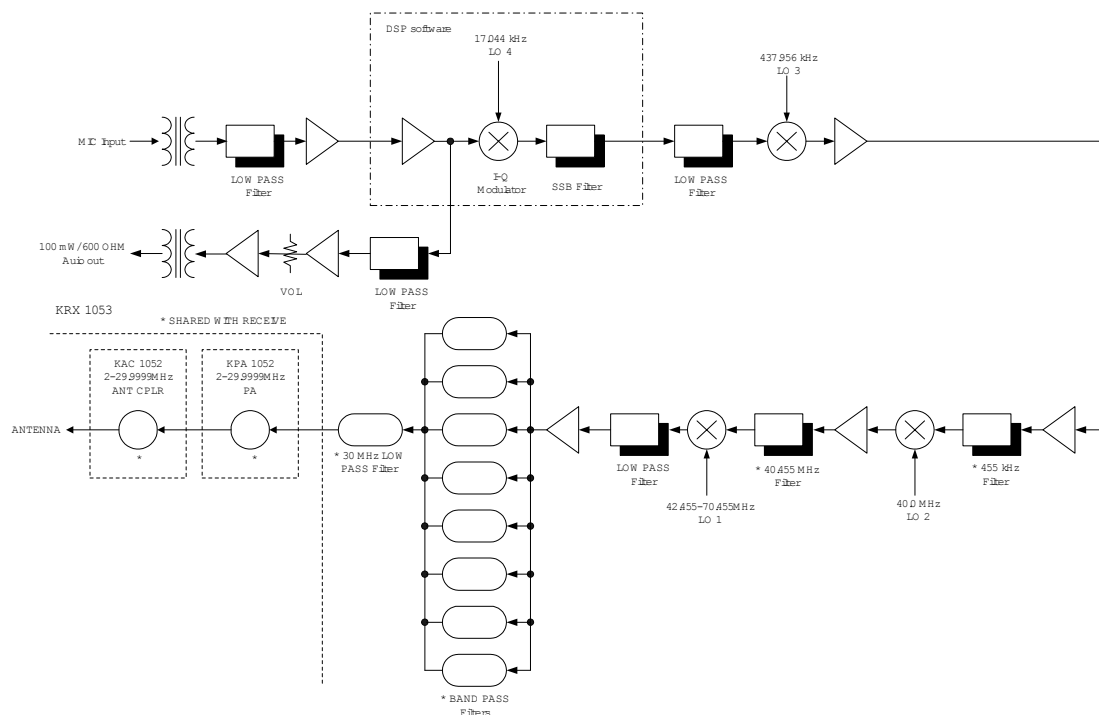 DSP software
17.044 kHz
LO 4
437.956 kHz
LO 3
MIC Input
LOW PASS
Filter
I-Q
Modulator
SSB Filter
LOW PASS
Filter
100 mW/600 OHM
Auio out
VOL
LOW PASS
Filter
KRX 1053
* SHARED WITH RECEIVE
KAC 1052
2-29.9999MHz
ANT CPLR
KPA 1052
2-29.9999MHz
PA
ANTENNA
*
*
* 30 MHz LOW
PASS Filter
LOW PASS
Filter
* 40.455 MHz
Filter
* 455 kHz
Filter
42.455-70.455MHz
LO 1
40.0 MHz
LO 2
* BAND PASS
Filters